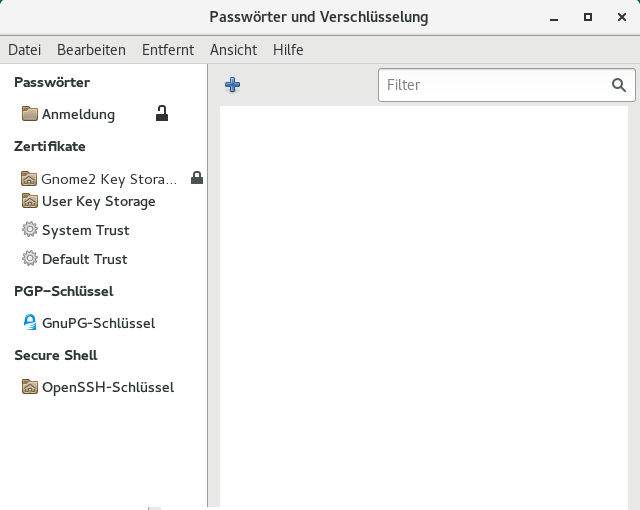 Passwörter und Verschlüsselung
Datei Bearbeiten Entfernt Ansicht Hilfe
Passwörter
Filter
Anmeldung
Zertifikate
Gnome2 Key Stora...
User Key Storage
System Trust
Default Trust
PGP-Schlüssel
GnuPG-Schlüssel
Secure Shell
OpenSSH-Schlüssel